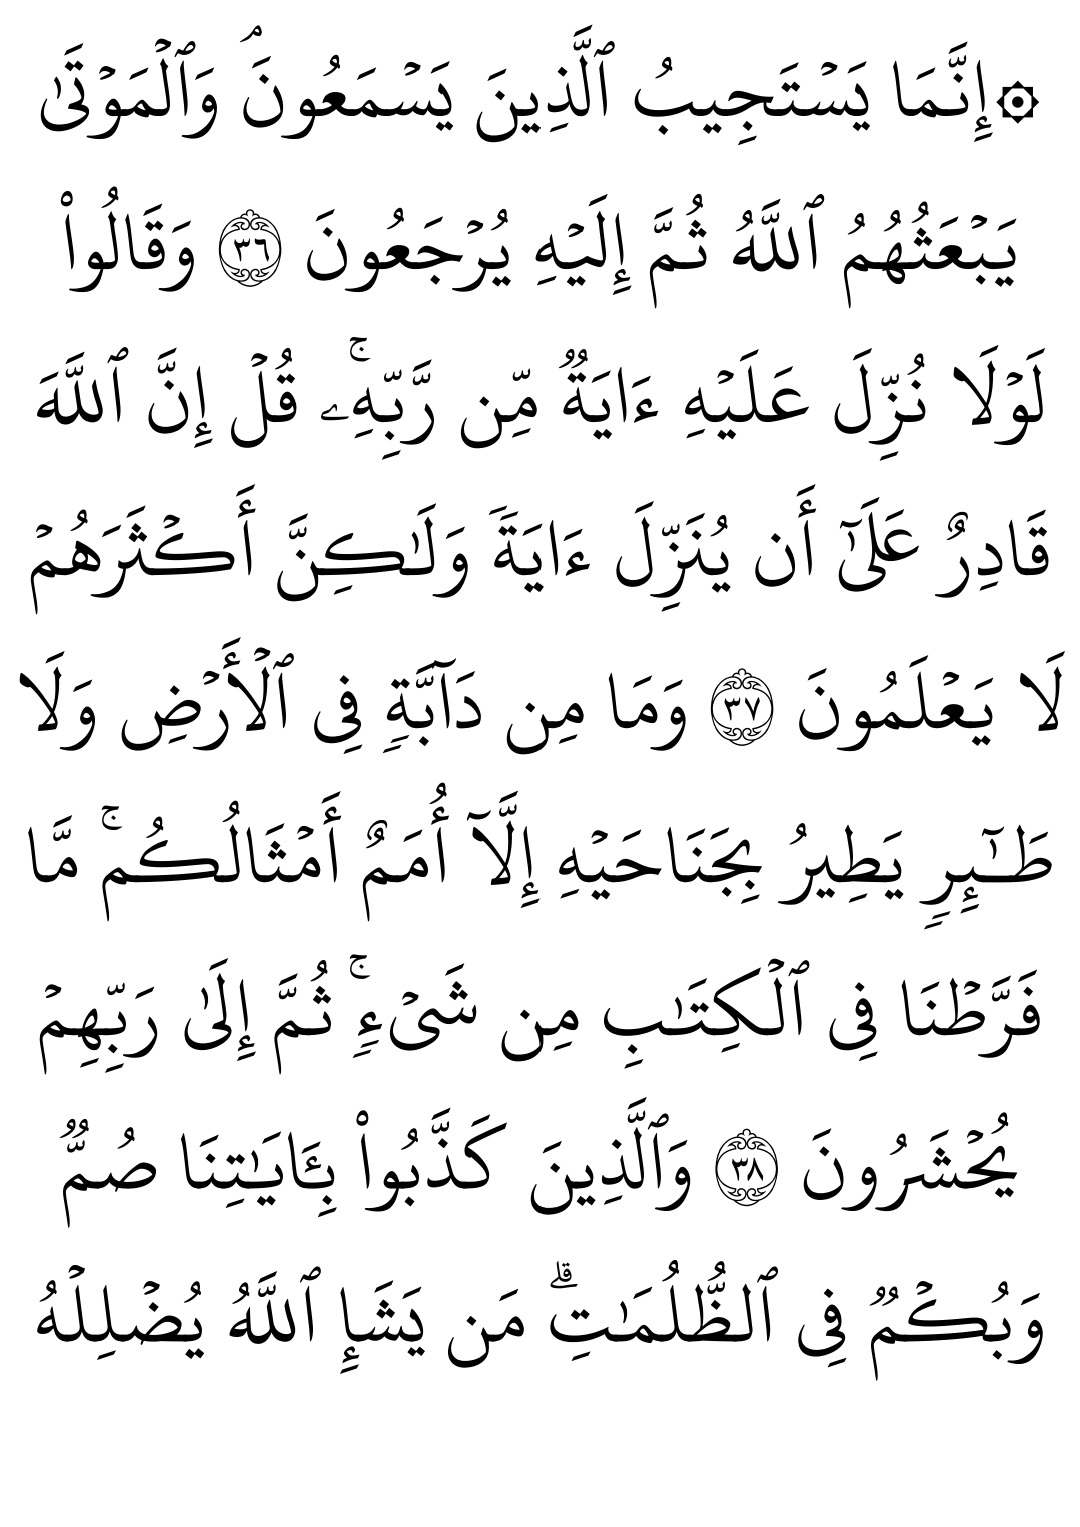 ۞إِنَّمَا يَسۡتَجِيبُ ٱلَّذِينَ يَسۡمَعُونَۘ وَٱلۡمَوۡتَىٰ
يَبۡعَثُهُمُ ٱللَّهُ ثُمَّ إِلَيۡهِ يُرۡجَعُونَ ٣٦ وَقَالُواْ
لَوۡلَا نُزِّلَ عَلَيۡهِ ءَايَةٞ مِّن رَّبِّهِۦۚ قُلۡ إِنَّ ٱللَّهَ
قَادِرٌ عَلَىٰٓ أَن يُنَزِّلَ ءَايَةٗ وَلَٰكِنَّ أَكۡثَرَهُمۡ
لَا يَعۡلَمُونَ ٣٧ وَمَا مِن دَآبَّةٖ فِي ٱلۡأَرۡضِ وَلَا
طَٰٓئِرٖ يَطِيرُ بِجَنَاحَيۡهِ إِلَّآ أُمَمٌ أَمۡثَالُكُمۚ مَّا
فَرَّطۡنَا فِي ٱلۡكِتَٰبِ مِن شَيۡءٖۚ ثُمَّ إِلَىٰ رَبِّهِمۡ
يُحۡشَرُونَ ٣٨ وَٱلَّذِينَ كَذَّبُواْ بِـَٔايَٰتِنَا صُمّٞ
وَبُكۡمٞ فِي ٱلظُّلُمَٰتِۗ مَن يَشَإِ ٱللَّهُ يُضۡلِلۡهُ